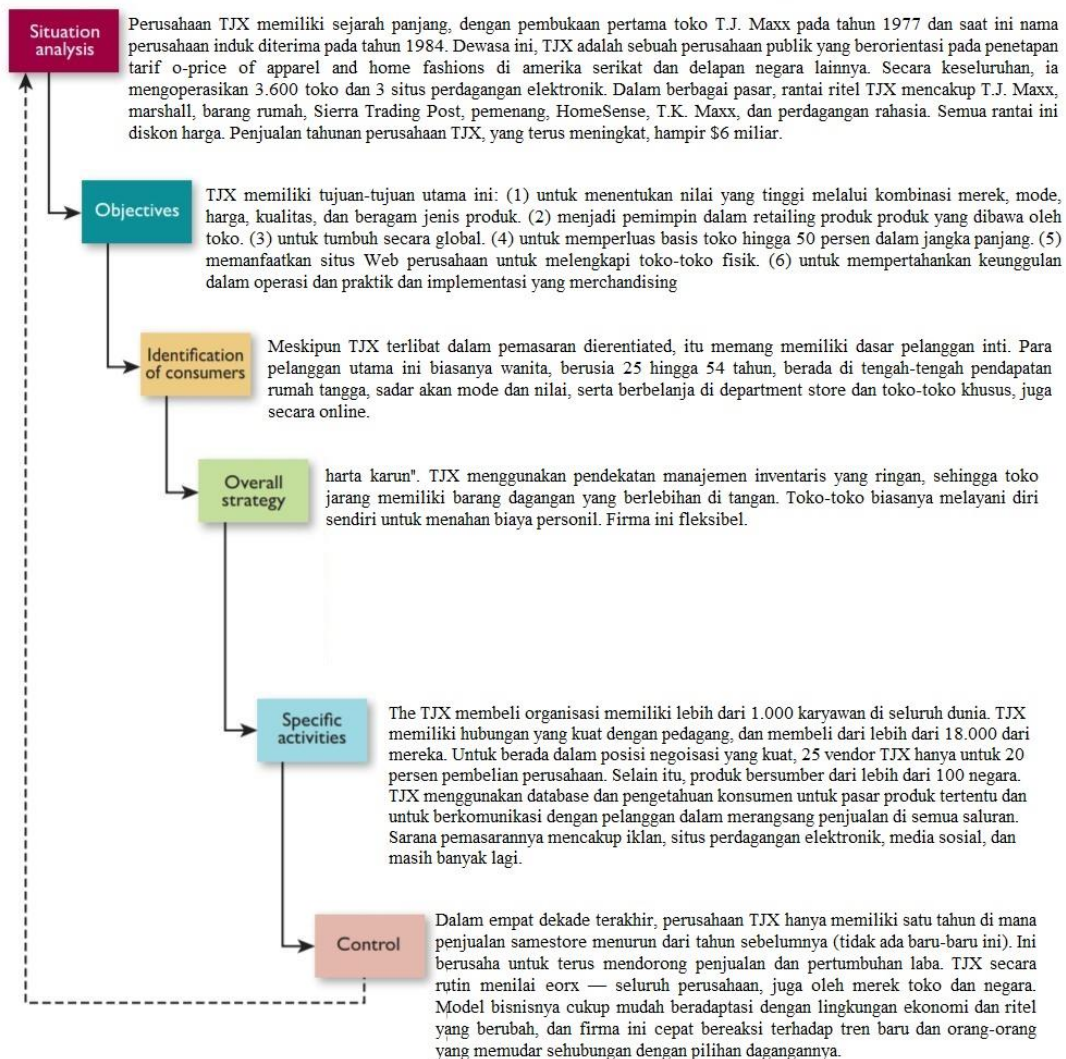 Situation
analysis
Perusahaan TJX memiliki sejarah panjang, dengan pembukaan pertama toko T.J. Maxx pada tahun 1977 dan saat ini nama
perusahaan induk diterima pada tahun 1984. Dewasa ini, TJX adalah sebuah perusahaan publik yang berorientasi pada penetapan
tarif o-price of apparel and home fashions di amerika serikat dan delapan negara lainnya. Secara keseluruhan, ia
mengoperasikan 3.600 toko dan 3 situs perdagangan elektronik. Dalam berbagai pasar, rantai ritel TJX mencakup T.J. Maxx,
marshall, barang rumah, Sierra Trading Post, pemenang, HomeSense, T.K. Maxx, dan perdagangan rahasia. Semua rantai ini
diskon harga. Penjualan tahunan perusahaan TJX, yang terus meningkat, hampir $6 miliar.
Objectives
TJX memiliki tujuan-tujuan utama ini: (1) untuk menentukan nilai yang tinggi melalui kombinasi merek, mode,
harga, kualitas, dan beragam jenis produk. (2) menjadi pemimpin dalam retailing produk produk yang dibawa oleh
toko. (3) untuk tumbuh secara global. (4) untuk memperluas basis toko hingga 50 persen dalam jangka panjang. (5)
memanfaatkan situs Web perusahaan untuk melengkapi toko-toko fisik. (6) untuk mempertahankan keunggulan
dalam operasi dan praktik dan implementasi yang merchandising
Identification
of consumers
Meskipun TJX terlibat dalam pemasaran dierentiated, itu memang memiliki dasar pelanggan inti. Para
pelanggan utama ini biasanya wanita, berusia 25 hingga 54 tahun, berada di tengah-tengah pendapatan
rumah tangga, sadar akan mode dan nilai, serta berbelanja di department store dan toko-toko khusus, juga
secara online.
Overall
strategy
harta karun". TJX menggunakan pendekatan manajemen inventaris yang ringan, sehingga toko
jarang memiliki barang dagangan yang berlebihan di tangan. Toko-toko biasanya melayani diri
sendiri untuk menahan biaya personil. Firma ini fleksibel.
Specific
activities
The TJX membeli organisasi memiliki lebih dari 1.000 karyawan di seluruh dunia. TJX
memiliki hubungan yang kuat dengan pedagang, dan membeli dari lebih dari 18.000 dari
mereka. Untuk berada dalam posisi negoisasi yang kuat, 25 vendor TJX hanya untuk 20
persen pembelian perusahaan. Selain itu, produk bersumber dari lebih dari 100 negara.
TJX menggunakan database dan pengetahuan konsumen untuk pasar produk tertentu dan
untuk berkomunikasi dengan pelanggan dalam merangsang penjualan di semua saluran.
Sarana pemasarannya mencakup iklan, situs perdagangan elektronik, media sosial, dan
masih banyak lagi.
Control
Dalam empat dekade terakhir, perusahaan TJX hanya memiliki satu tahun di mana
penjualan samestore menurun dari tahun sebelumnya (tidak ada baru-baru ini). Ini
berusaha untuk terus mendorong penjualan dan pertumbuhan laba. TJX secara
rutin menilai eorx — seluruh perusahaan, juga oleh merek toko dan negara.
Model bisnisnya cukup mudah beradaptasi dengan lingkungan ekonomi dan ritel
yang berubah, dan firma ini cepat bereaksi terhadap tren baru dan orang-orang
yang memudar sehubungan dengan pilihan dagangannya.